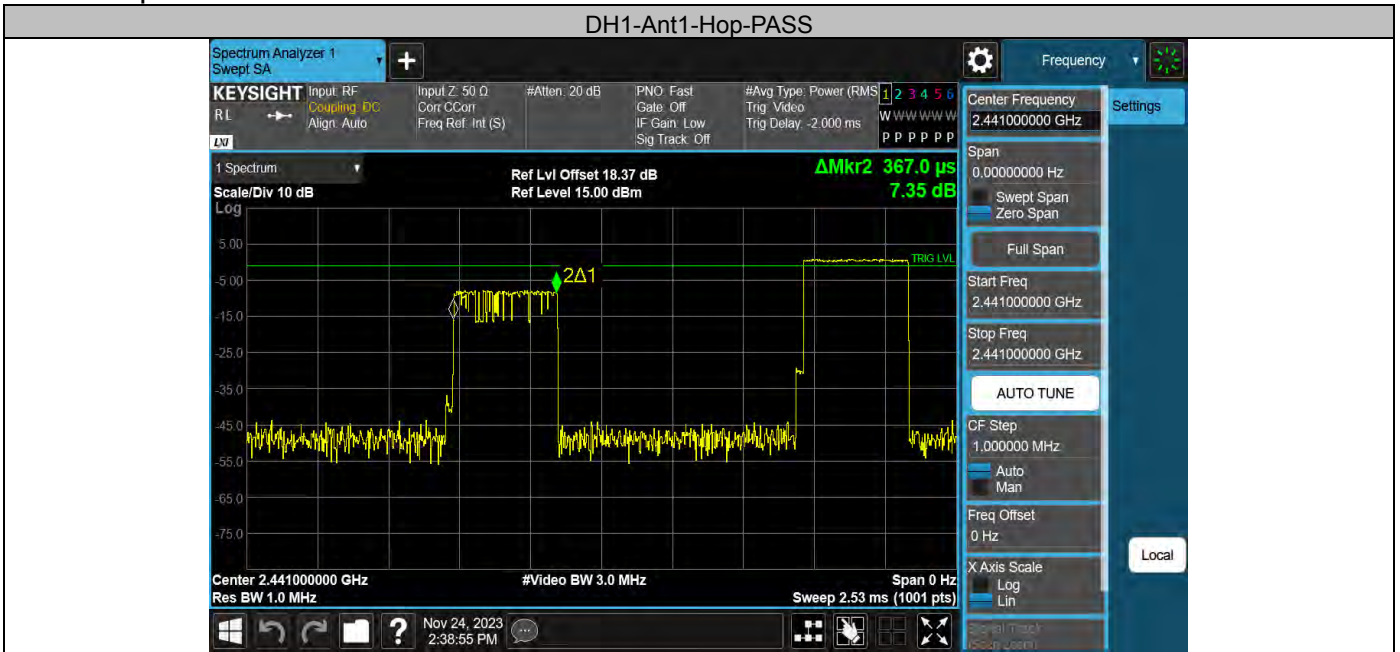 DH1-Ant1-Hop-PASS
Spectrum Analyzer 1
Swept SA
+
Frequency
KEYSIGHT
RL
LXI
Input: RF
Coupling: DC
Align: Auto
Input Z: 50 Ω
Corr CCorr
Freq Ref: Int (S)
#Atten: 20 dB
PNO: Fast
Gate: Off
IF Gain: Low
Sig Track: Off
#Avg Type: Power (RMS
Trig: Video
Trig Delay: -2.000 ms
1 2 3 4 5 6
W W W W W W
P P P P P P
1 Spectrum
Scale/Div 10 dB
Log
Ref Lvl Offset 18.37 dB
Ref Level 15.00 dBm
ΔMkr2 367.0 µs
7.35 dB
5.00
-5.00
-15.0
-25.0
-35.0
-45.0
-55.0
-65.0
-75.0
TRIG LVL
2Δ1
Center 2.441000000 GHz
Res BW 1.0 MHz
#Video BW 3.0 MHz
Span 0 Hz
Sweep 2.53 ms (1001 pts)
Center Frequency
2.441000000 GHz
Settings
Span
0.00000000 Hz
Swept Span
Zero Span
Full Span
Start Freq
2.441000000 GHz
Stop Freq
2.441000000 GHz
AUTO TUNE
CF Step
1.000000 MHz
Auto
Man
Freq Offset
0 Hz
X Axis Scale
Log
Lin
Signal Track
(Span Zoom)
Local
?
Nov 24, 2023
2:38:55 PM